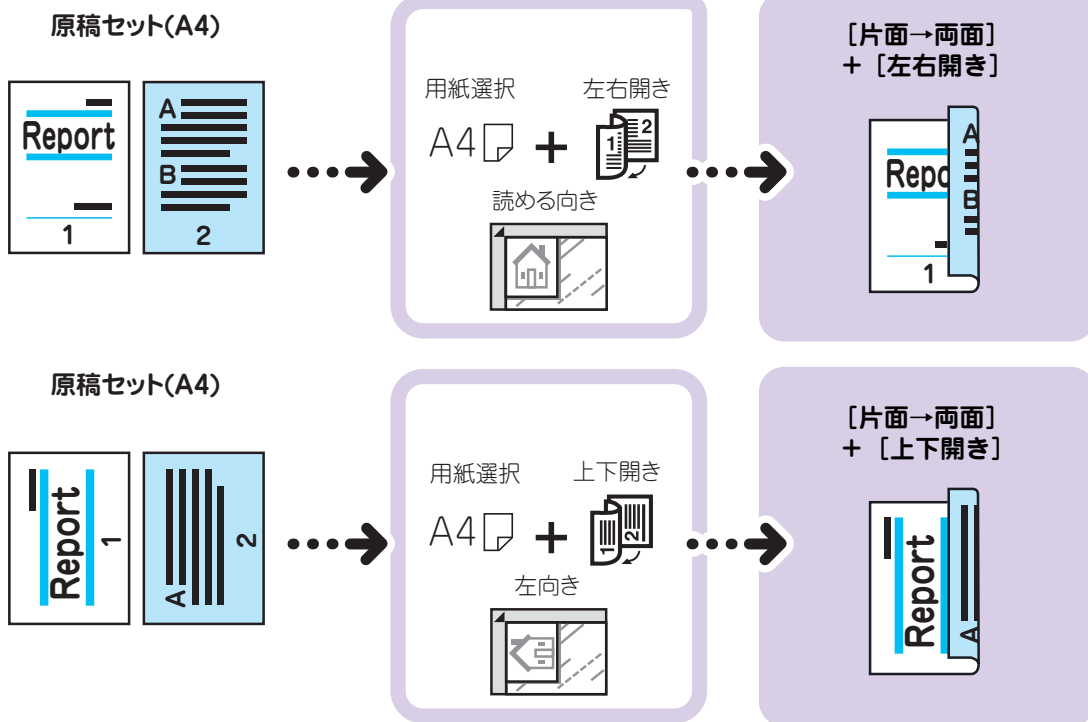 原稿セット(A4)
Report
1
A
B
2
用紙選択
左右開き
A4
+
1
2
読める向き
[片面→両面]
+ [左右開き]
Repo
1
A
B
原稿セット(A4)
Report
1
A
2
用紙選択
上下開き
A4
+
1
2
左向き
[片面→両面]
+ [上下開き]
Report
A